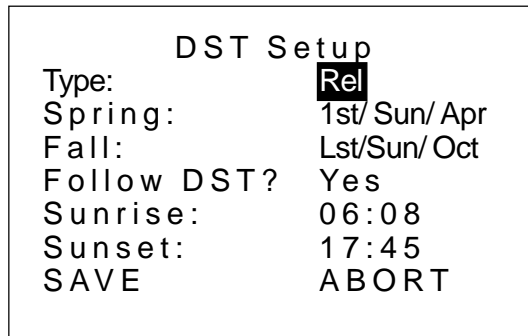 DST Setup
Type: Rel
Spring: 1st/ Sun/ Apr
Fall: Lst/Sun/ Oct
Follow DST? Yes
Sunrise: 06:08
Sunset: 17:45
SAVE ABORT